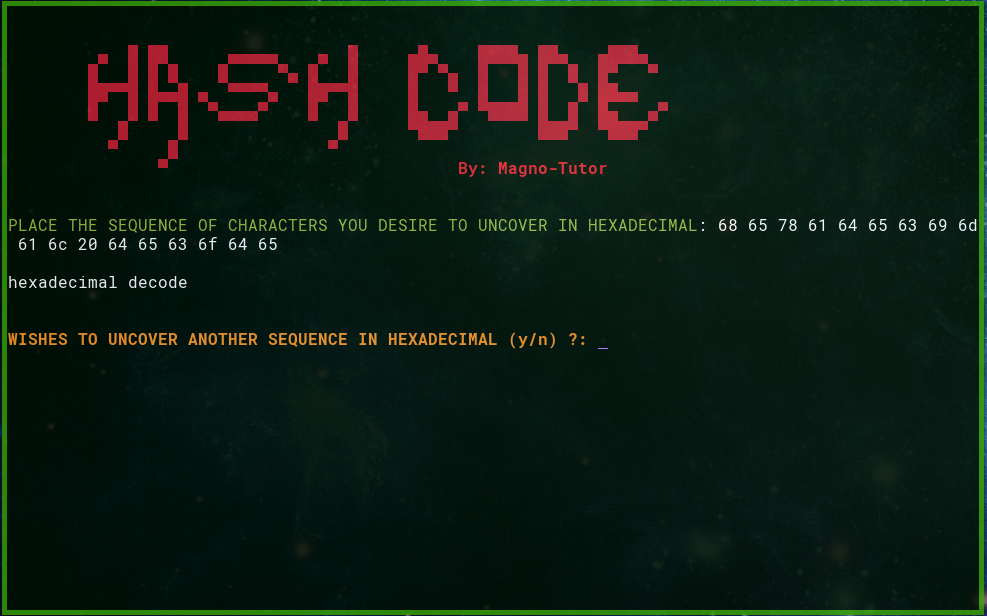 HASH CODE
By: Magno-Tutor
PLACE THE SEQUENCE OF CHARACTERS YOU DESIRE TO UNCOVER IN HEXADECIMAL: 68 65 78 61 64 65 63 69 6d
61 6c 20 64 65 63 6f 64 65
hexadecimal decode
WISHES TO UNCOVER ANOTHER SEQUENCE IN HEXADECIMAL (y/n) ?: _